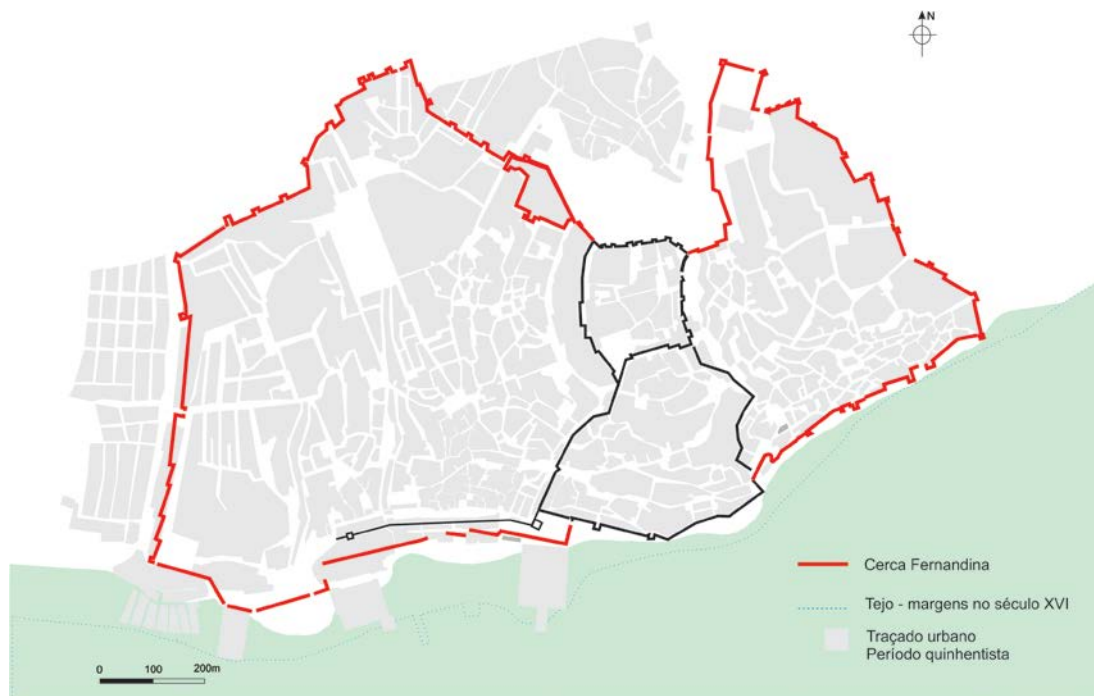 N
Cerca Fernandina
Tejo - margens no século XVI
Traçado urbano
Período quinhentista
0 100 200m